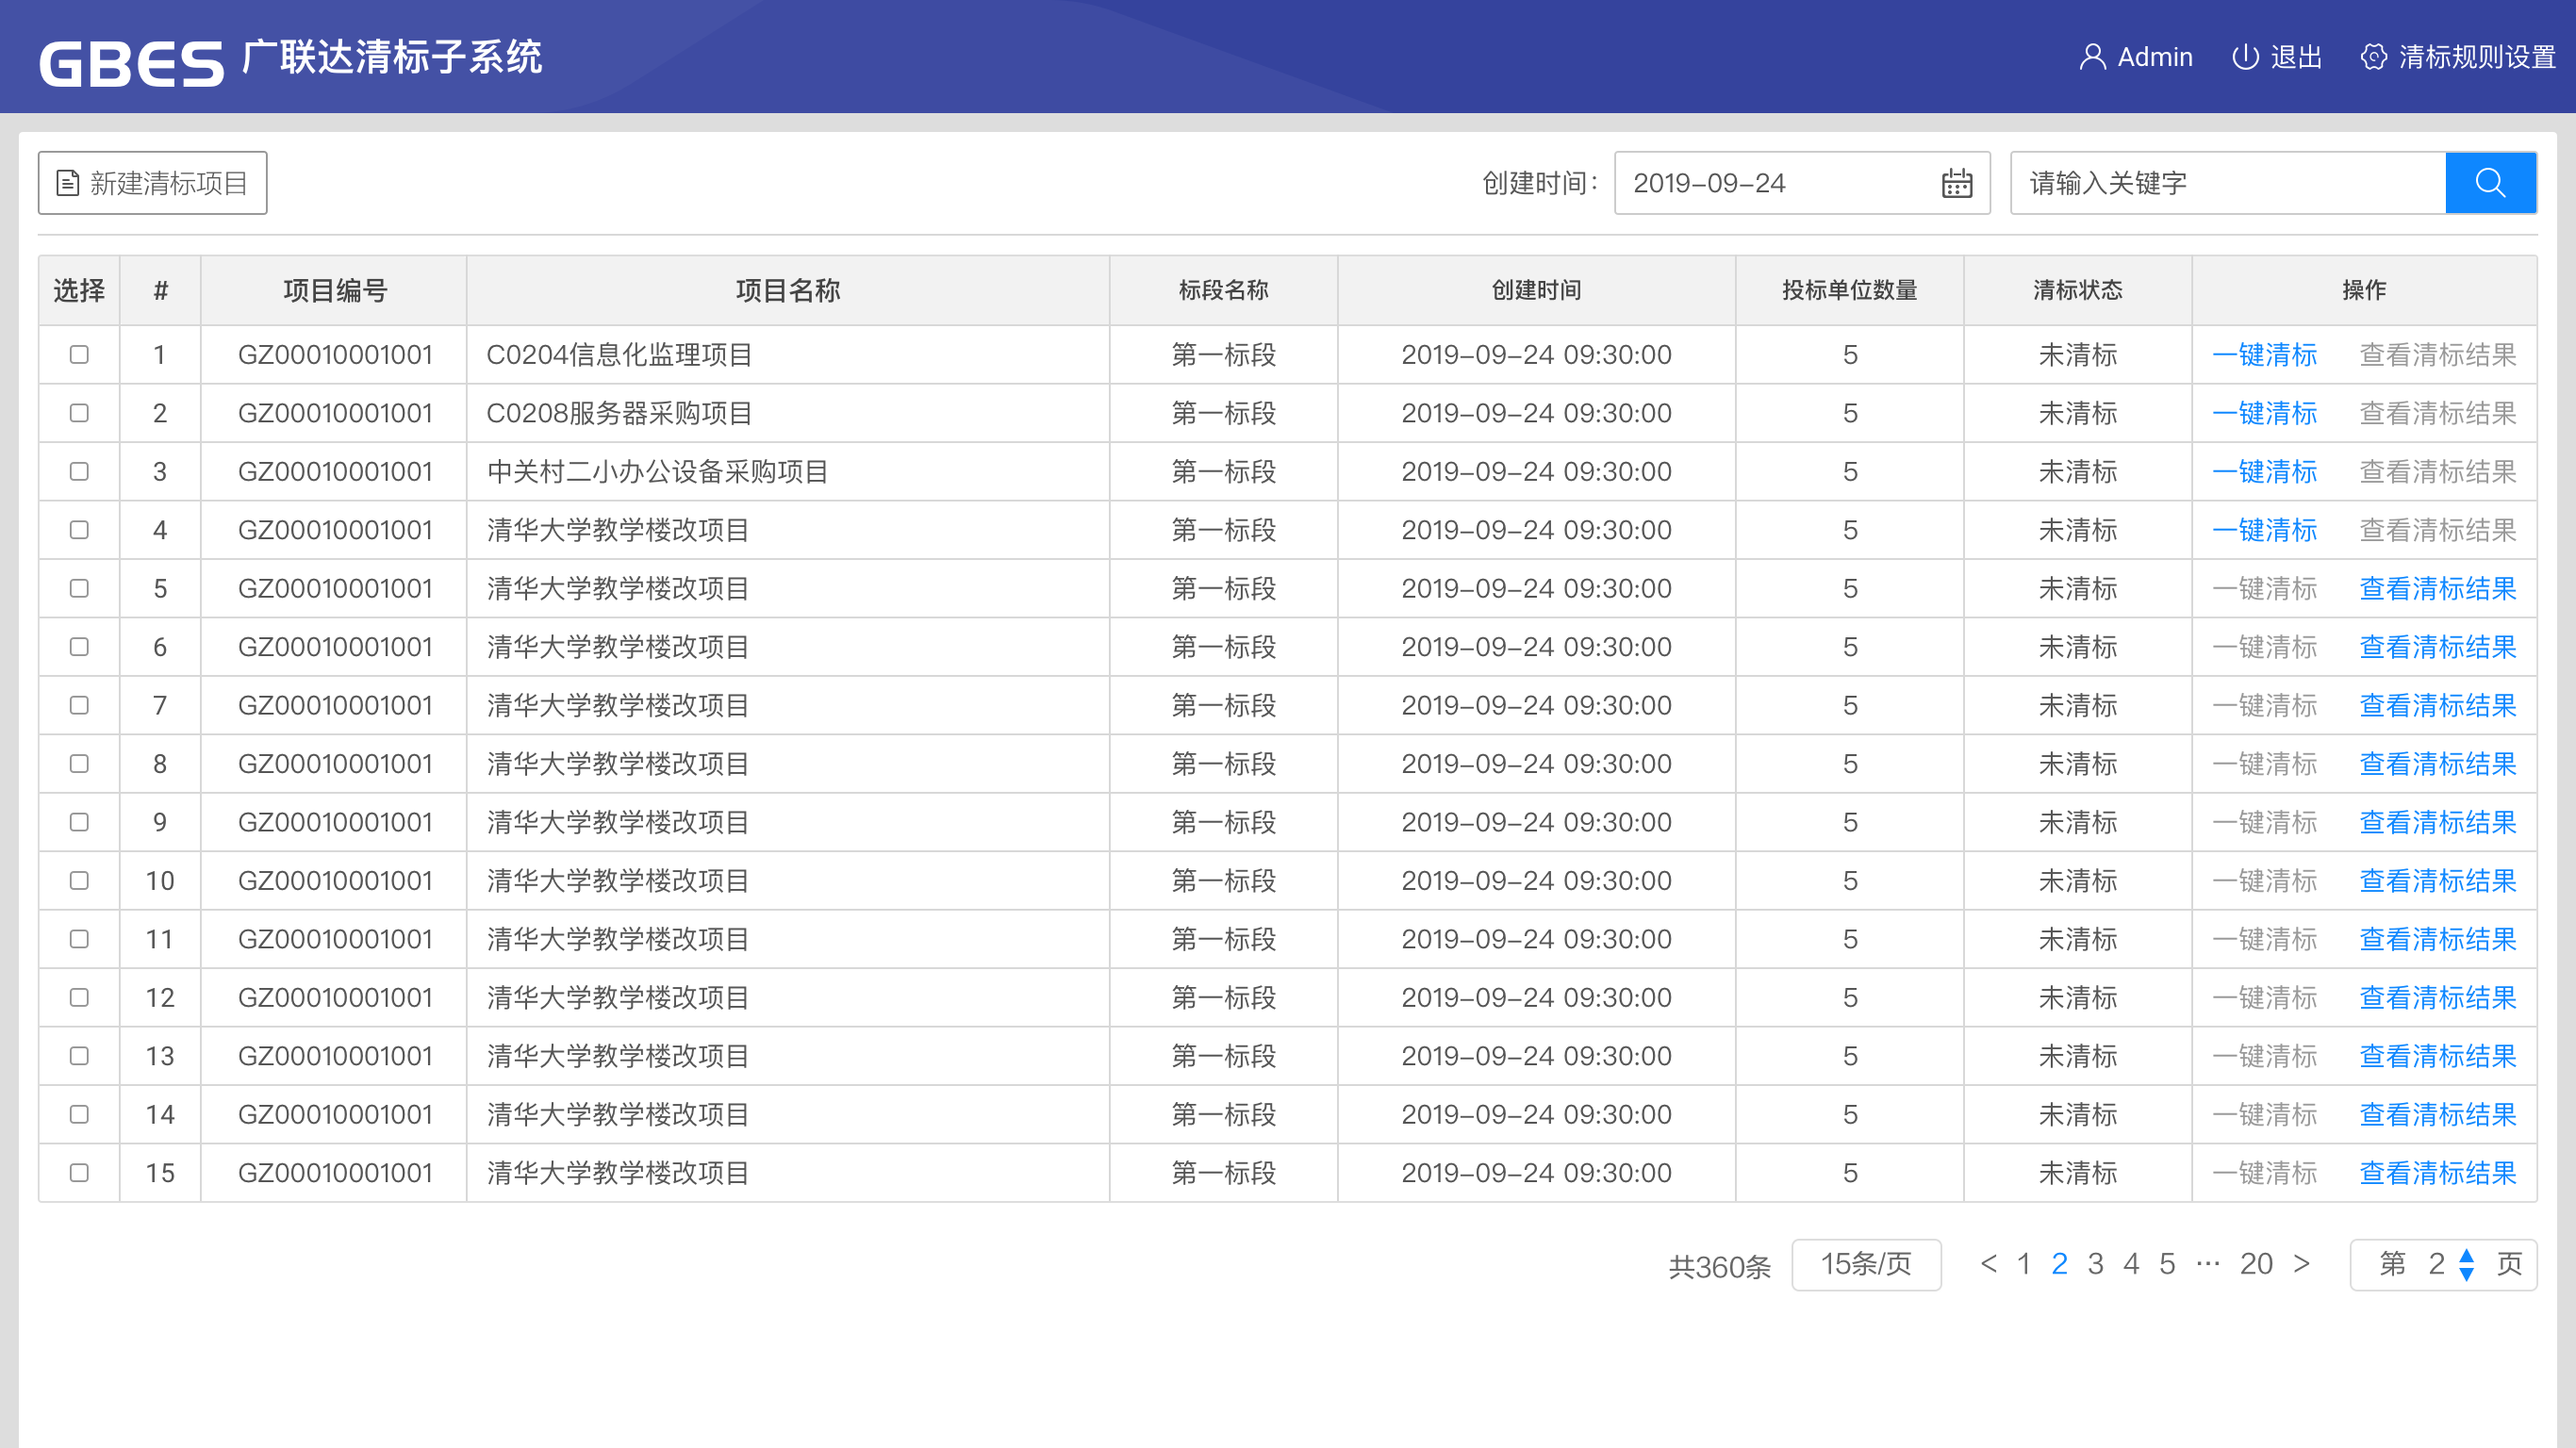 GBES 广联达清标子系统 Admin 退出 清标规则设置
新建清标项目 创建时间： 2019-09-24 请输入关键字
选择 # 项目编号 项目名称 标段名称 创建时间 投标单位数量 清标状态 操作
1 GZ00010001001 C0204信息化监理项目 第一标段 2019-09-24 09:30:00 5 未清标 一键清标 查看清标结果
2 GZ00010001001 C0208服务器采购项目 第一标段 2019-09-24 09:30:00 5 未清标 一键清标 查看清标结果
3 GZ00010001001 中关村二小办公设备采购项目 第一标段 2019-09-24 09:30:00 5 未清标 一键清标 查看清标结果
4 GZ00010001001 清华大学教学楼改项目 第一标段 2019-09-24 09:30:00 5 未清标 一键清标 查看清标结果
5 GZ00010001001 清华大学教学楼改项目 第一标段 2019-09-24 09:30:00 5 未清标 一键清标 查看清标结果
6 GZ00010001001 清华大学教学楼改项目 第一标段 2019-09-24 09:30:00 5 未清标 一键清标 查看清标结果
7 GZ00010001001 清华大学教学楼改项目 第一标段 2019-09-24 09:30:00 5 未清标 一键清标 查看清标结果
8 GZ00010001001 清华大学教学楼改项目 第一标段 2019-09-24 09:30:00 5 未清标 一键清标 查看清标结果
9 GZ00010001001 清华大学教学楼改项目 第一标段 2019-09-24 09:30:00 5 未清标 一键清标 查看清标结果
10 GZ00010001001 清华大学教学楼改项目 第一标段 2019-09-24 09:30:00 5 未清标 一键清标 查看清标结果
11 GZ00010001001 清华大学教学楼改项目 第一标段 2019-09-24 09:30:00 5 未清标 一键清标 查看清标结果
12 GZ00010001001 清华大学教学楼改项目 第一标段 2019-09-24 09:30:00 5 未清标 一键清标 查看清标结果
13 GZ00010001001 清华大学教学楼改项目 第一标段 2019-09-24 09:30:00 5 未清标 一键清标 查看清标结果
14 GZ00010001001 清华大学教学楼改项目 第一标段 2019-09-24 09:30:00 5 未清标 一键清标 查看清标结果
15 GZ00010001001 清华大学教学楼改项目 第一标段 2019-09-24 09:30:00 5 未清标 一键清标 查看清标结果
共360条 15条/页 < 1 2 3 4 5 ··· 20 > 第 2 页